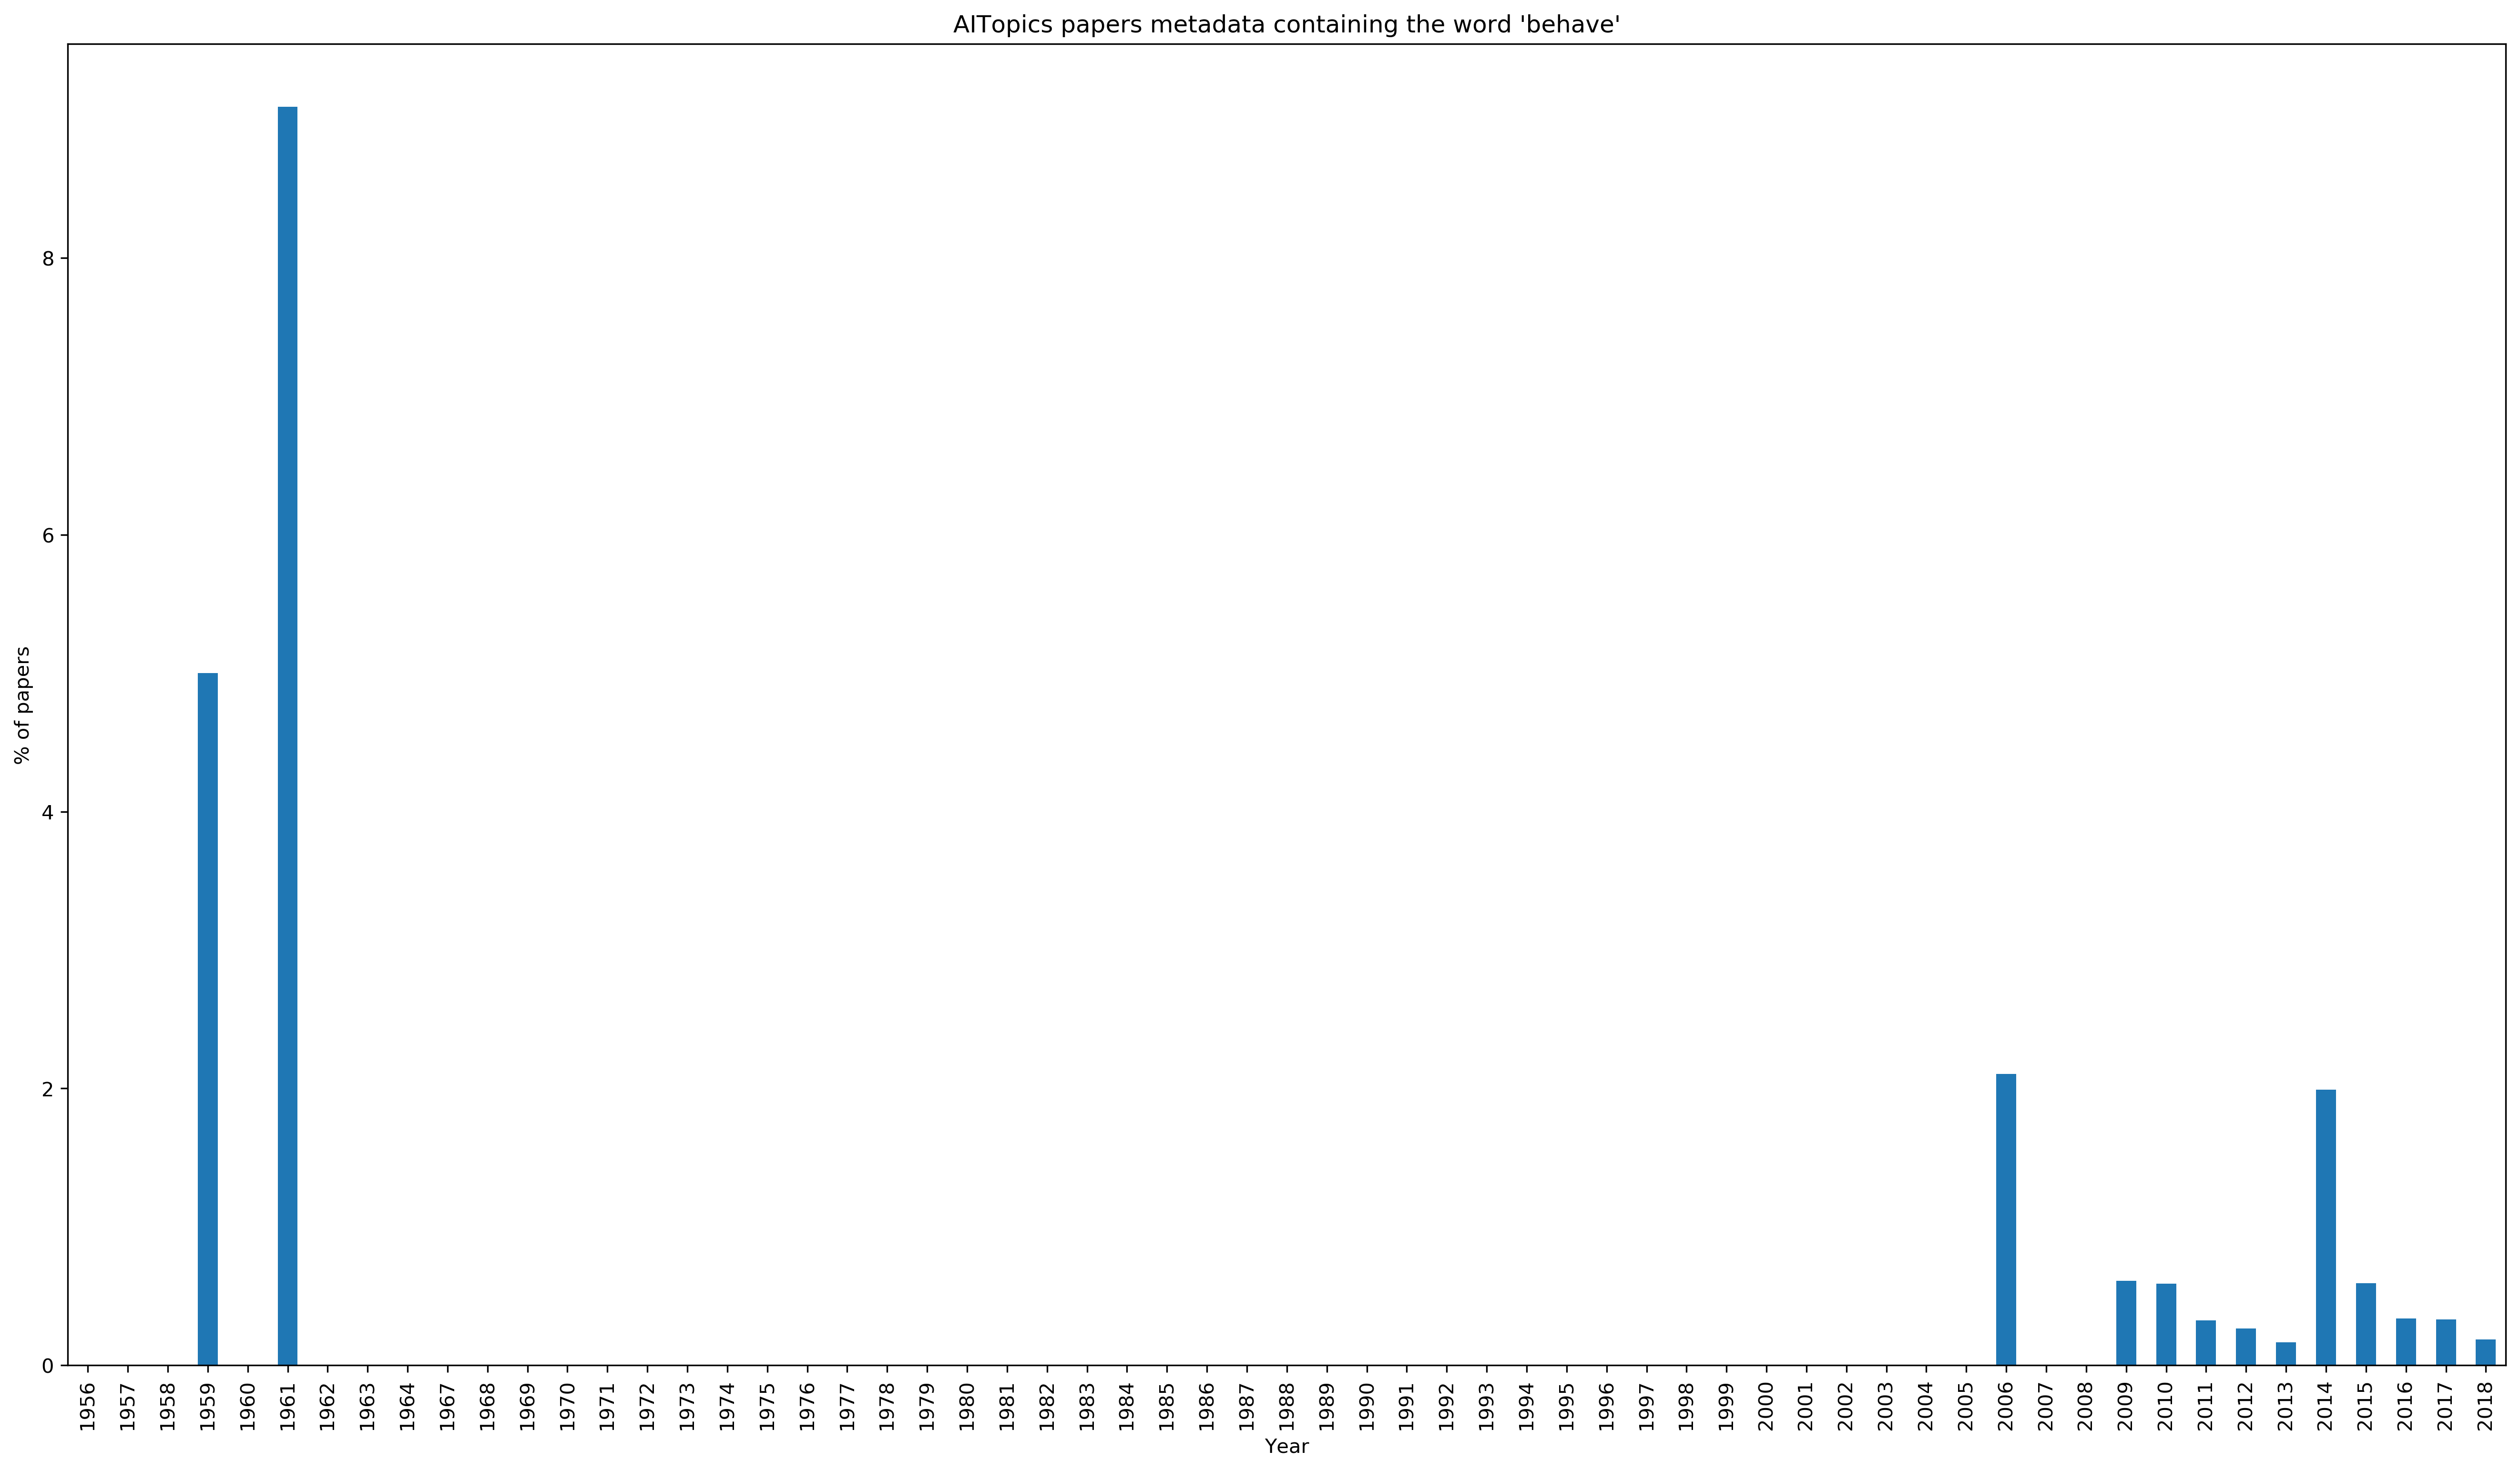 AITopics papers metadata containing the word 'behave'
% of papers
8
6
4
2
0
1956 1957 1958 1959 1960 1961 1962 1963 1964 1967 1968 1969 1970 1971 1972 1973 1974 1975 1976 1977 1978 1979 1980 1981 1982 1983 1984 1985 1986 1987 1988 1989 1990 1991 1992 1993 1994 1995 1996 1997 1998 1999 2000 2001 2002 2003 2004 2005 2006 2007 2008 2009 2010 2011 2012 2013 2014 2015 2016 2017 2018
Year